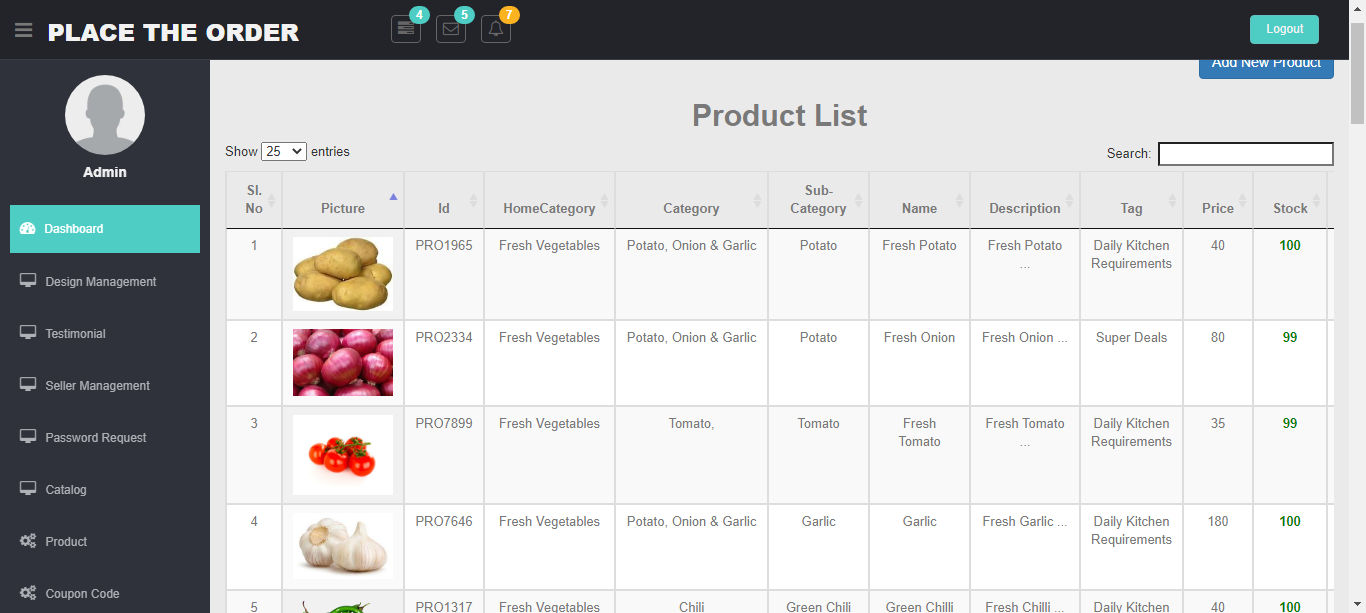 PLACE THE ORDER
4
5
7
Logout
Admin
Dashboard
Design Management
Testimonial
Seller Management
Password Request
Catalog
Product
Coupon Code
Add New Product
Product List
Show 25 entries
Search:
Sl. No Picture Id HomeCategory Category Sub-Category Name Description Tag Price Stock
1 PRO1965 Fresh Vegetables Potato, Onion & Garlic Potato Fresh Potato Fresh Potato ... Daily Kitchen Requirements 40 100
2 PRO2334 Fresh Vegetables Potato, Onion & Garlic Potato Fresh Onion Fresh Onion ... Super Deals 80 99
3 PRO7899 Fresh Vegetables Tomato, Tomato Fresh Tomato Fresh Tomato ... Daily Kitchen Requirements 35 99
4 PRO7646 Fresh Vegetables Potato, Onion & Garlic Garlic Garlic Fresh Garlic ... Daily Kitchen Requirements 180 100
5 PRO1317 Fresh Vegetables Chili Green Chili Green Chilli Fresh Chilli ... Daily Kitchen 40 100